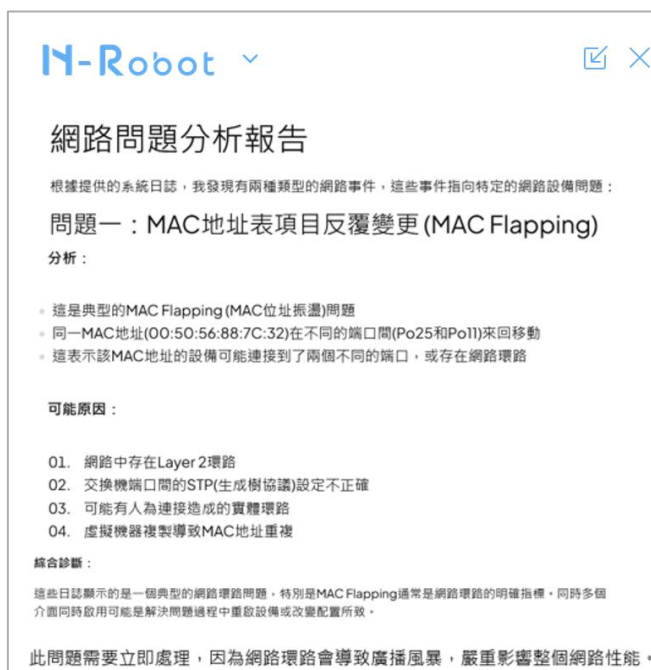 N-Robot
網路問題分析報告
根據提供的系統日誌，我發現有兩種類型的網路事件，這些事件指向特定的網路設備問題：
問題一：MAC地址表項目反覆變更 (MAC Flapping)
分析：
這是典型的MAC Flapping (MAC位址振盪)問題
同一MAC地址(00:50:56:88:7C:32)在不同的端口間(Po25和Po11)來回移動
這表示該MAC地址的設備可能連接到了兩個不同的端口，或存在網路環路
可能原因：
01. 網路中存在Layer 2環路
02. 交換機端口間的STP(生成樹協議)設定不正確
03. 可能有人為連接造成的實體環路
04. 虛擬機器複製導致MAC地址重複
綜合診斷：
這些日誌顯示的是一個典型的網路環路問題，特別是MAC Flapping通常是網路環路的明確指標。同時多個
介面同時啟用可能是解決問題過程中重啟設備或改變配置所致。
此問題需要立即處理，因為網路環路會導致廣播風暴，嚴重影響整個網路性能。